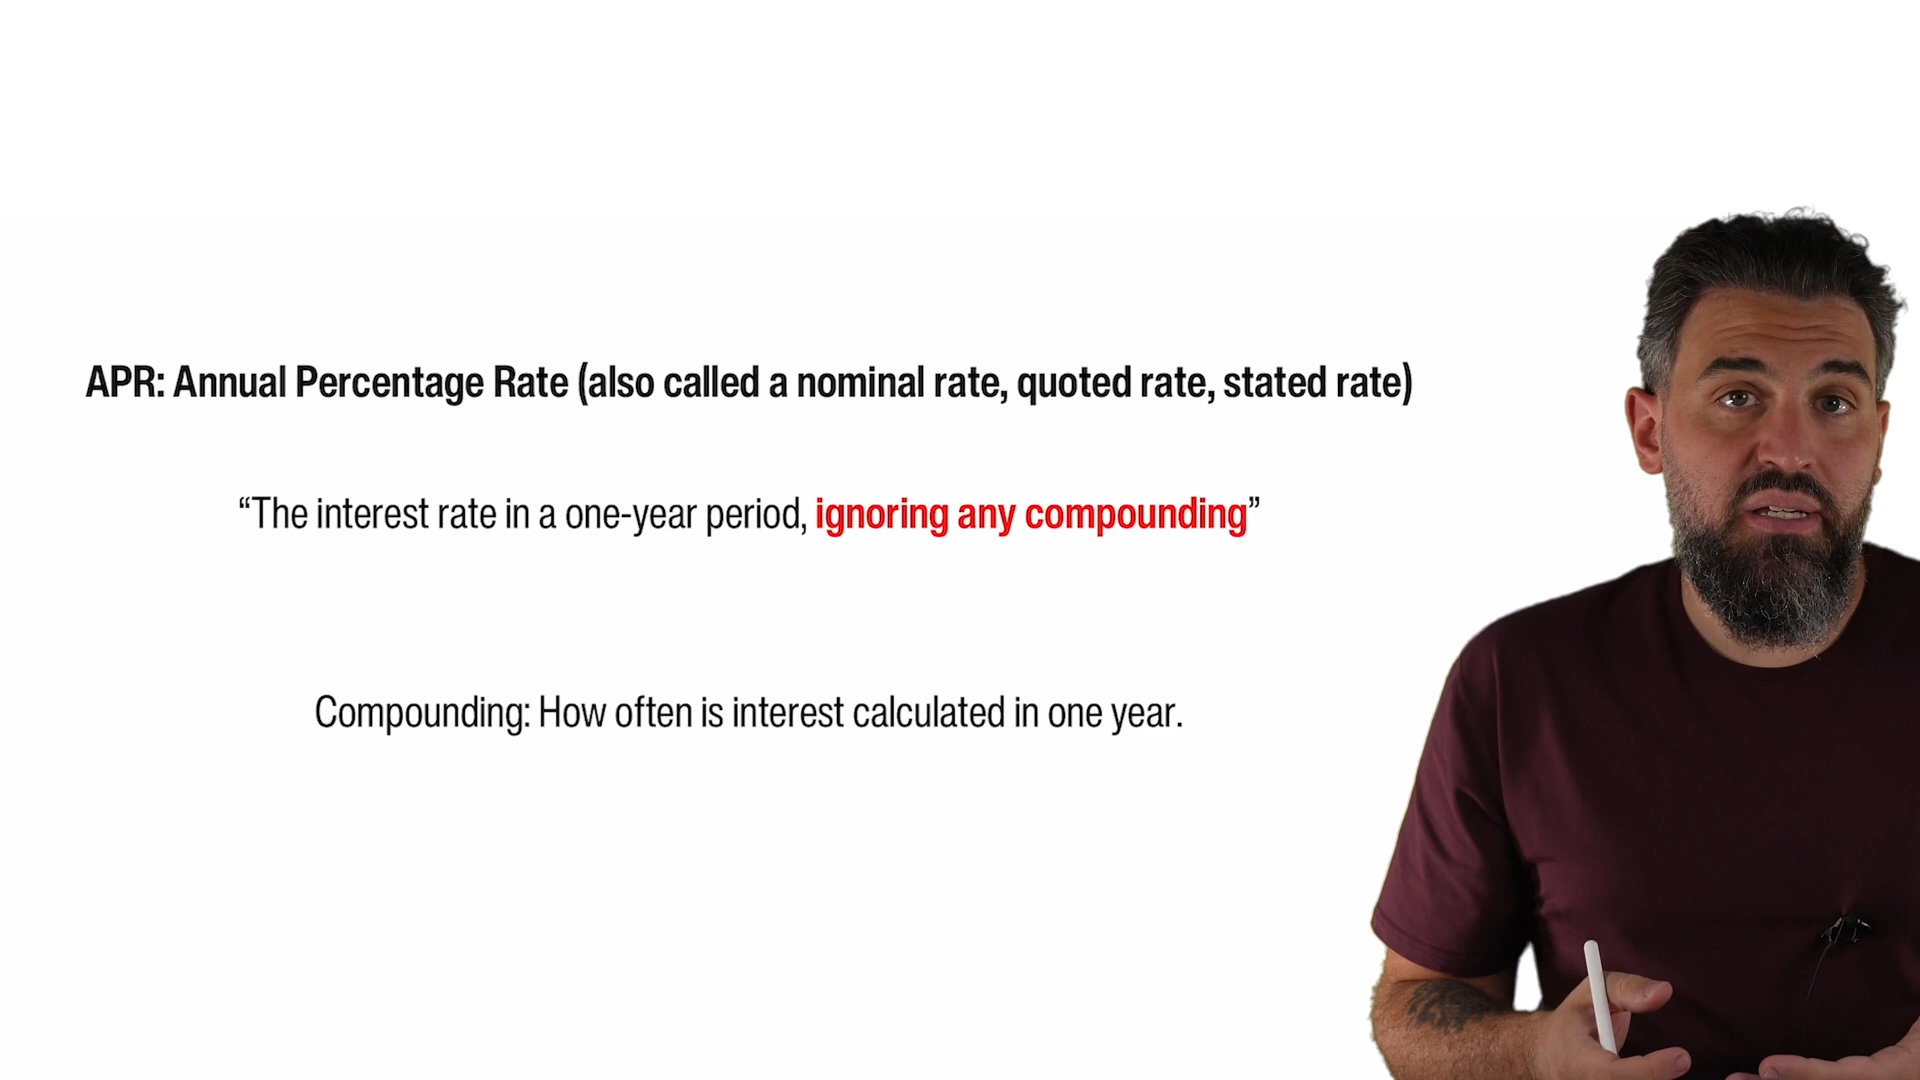 APR: Annual Percentage Rate (also called a nominal rate, quoted rate, stated rate)
“The interest rate in a one-year period, ignoring any compounding”
Compounding: How often is interest calculated in one year.